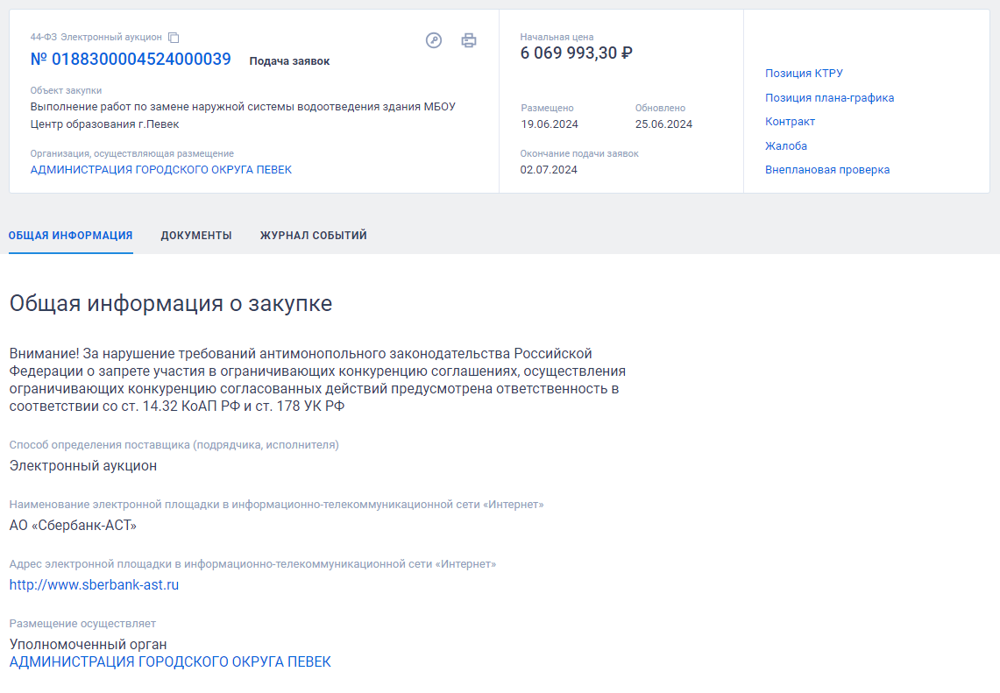 44-ФЗ Электронный аукцион
№ 0188300004524000039 Подача заявок
Объект закупки
Выполнение работ по замене наружной системы водоотведения здания МБОУ
Центр образования г.Певек
Организация, осуществляющая размещение
АДМИНИСТРАЦИЯ ГОРОДСКОГО ОКРУГА ПЕВЕК
Начальная цена
6 069 993,30 ₽
Размещено Обновлено
19.06.2024 25.06.2024
Окончание подачи заявок
02.07.2024
Позиция КТРУ
Позиция плана-графика
Контракт
Жалоба
Внеплановая проверка
ОБЩАЯ ИНФОРМАЦИЯ ДОКУМЕНТЫ ЖУРНАЛ СОБЫТИЙ
Общая информация о закупке
Внимание! За нарушение требований антимонопольного законодательства Российской
Федерации о запрете участия в ограничивающих конкуренцию соглашениях, осуществления
ограничивающих конкуренцию согласованных действий предусмотрена ответственность в
соответствии со ст. 14.32 КоАП РФ и ст. 178 УК РФ
Способ определения поставщика (подрядчика, исполнителя)
Электронный аукцион
Наименование электронной площадки в информационно-телекоммуникационной сети «Интернет»
АО «Сбербанк-АСТ»
Адрес электронной площадки в информационно-телекоммуникационной сети «Интернет»
http://www.sberbank-ast.ru
Размещение осуществляет
Уполномоченный орган
АДМИНИСТРАЦИЯ ГОРОДСКОГО ОКРУГА ПЕВЕК